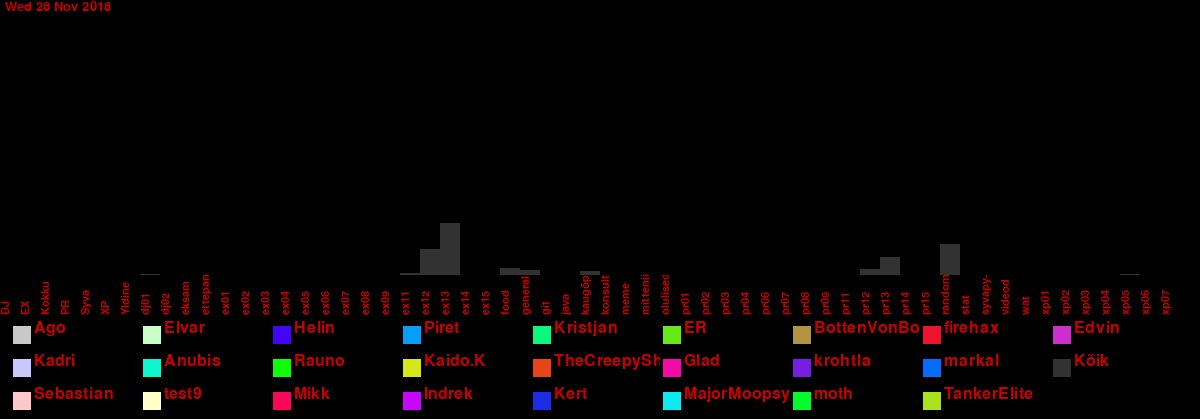 Wed 28 Nov 2018
DJ EX Kokku PR Syva XP Yldine dj01 dj02 eksam ettepan ex01 ex02 ex03 ex04 ex05 ex06 ex07 ex08 ex09 ex11 ex12 ex13 ex14 ex15 food general git java kaugõp konsult meme mittenii olulised pr01 pr02 pr03 pr04 pr06 pr07 pr08 pr09 pr11 pr12 pr13 pr14 pr15 random stat syvapy- videod wat xp01 xp02 xp03 xp04 xp05 xp06 xp07
Ago Elvar Helin Piret Kristjan ER BottenVonBo firehax Edvin
Kadri Anubis Rauno Kaido.K TheCreepySh Glad krohtla markal Kõik
Sebastian test9 Mikk Indrek Kert MajorMoopsy moth TankerElite